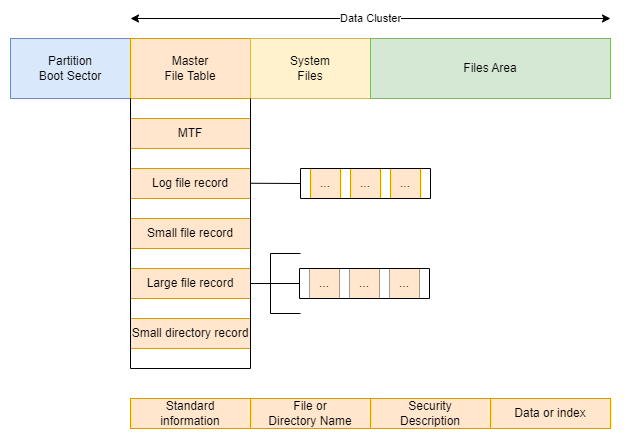 Data Cluster
Partition
Boot Sector
Master
File Table
System
Files
Files Area
MTF
Log file record
... ... ...
Small file record
Large file record
... ... ...
Small directory record
Standard
information
File or
Directory Name
Security
Description
Data or index